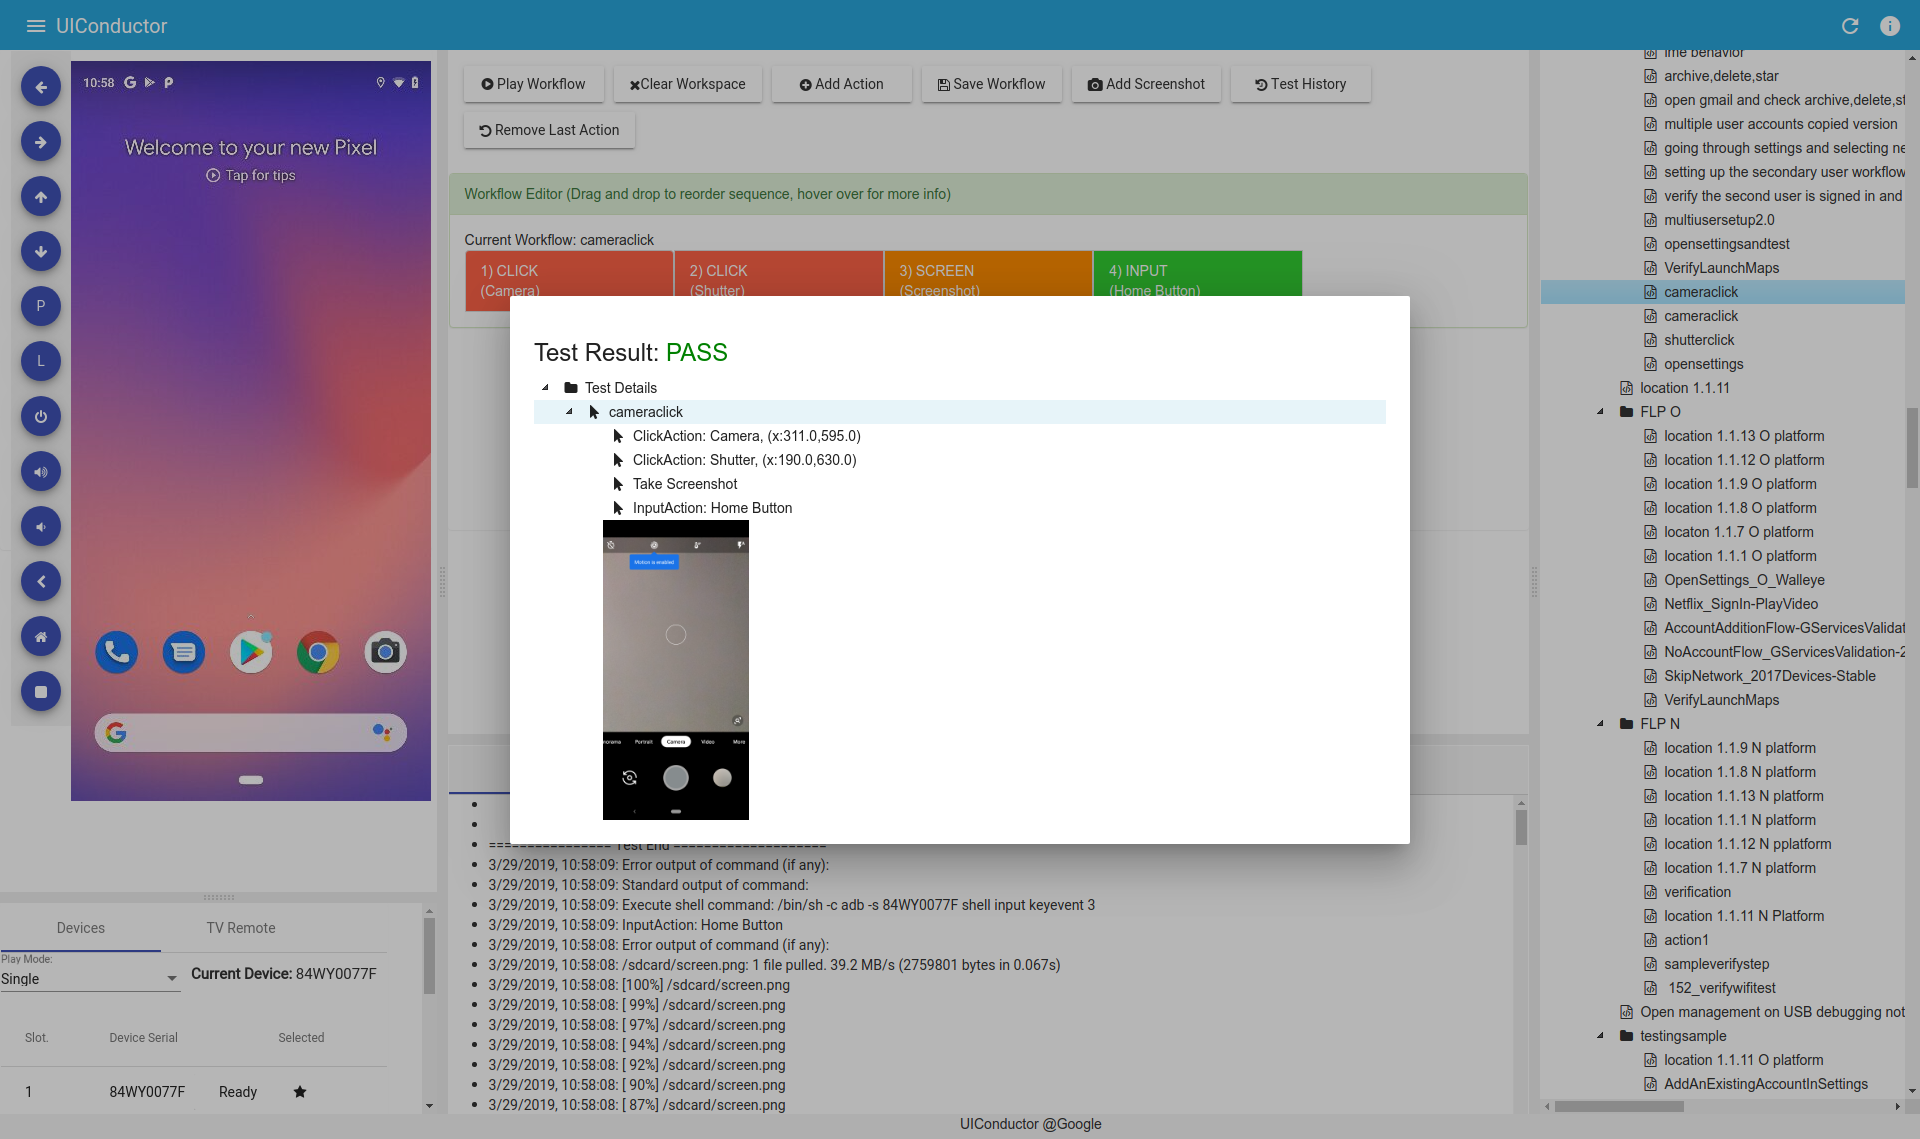 UIConductor
10:58
Welcome to your new Pixel
Tap for tips
P
L
Play Workflow
Clear Workspace
Add Action
Save Workflow
Add Screenshot
Test History
Remove Last Action
Workflow Editor (Drag and drop to reorder sequence, hover over for more info)
Current Workflow: cameraclick
1) CLICK
(Camera)
2) CLICK
(Shutter)
3) SCREEN
(Screenshot)
4) INPUT
(Home Button)
Test Result: PASS
Test Details
cameraclick
ClickAction: Camera, (x:311.0,595.0)
ClickAction: Shutter, (x:190.0,630.0)
Take Screenshot
InputAction: Home Button
Motion is enabled
Portrait
Camera
Video
More
================ Test End ====================
3/29/2019, 10:58:09: Error output of command (if any):
3/29/2019, 10:58:09: Standard output of command:
3/29/2019, 10:58:09: Execute shell command: /bin/sh -c adb -s 84WY0077F shell input keyevent 3
3/29/2019, 10:58:09: InputAction: Home Button
3/29/2019, 10:58:08: Error output of command (if any):
3/29/2019, 10:58:08: /sdcard/screen.png: 1 file pulled. 39.2 MB/s (2759801 bytes in 0.067s)
3/29/2019, 10:58:08: [100%] /sdcard/screen.png
3/29/2019, 10:58:08: [ 99%] /sdcard/screen.png
3/29/2019, 10:58:08: [ 97%] /sdcard/screen.png
3/29/2019, 10:58:08: [ 94%] /sdcard/screen.png
3/29/2019, 10:58:08: [ 92%] /sdcard/screen.png
3/29/2019, 10:58:08: [ 90%] /sdcard/screen.png
3/29/2019, 10:58:08: [ 87%] /sdcard/screen.png
Devices
TV Remote
Play Mode:
Single
Current Device: 84WY0077F
Slot.
Device Serial
Selected
1
84WY0077F
Ready
ime behavior
archive,delete,star
open gmail and check archive,delete,st
multiple user accounts copied version
going through settings and selecting ne
setting up the secondary user workflow
verify the second user is signed in and
multiusersetup2.0
opensettingsandtest
VerifyLaunchMaps
cameraclick
cameraclick
shutterclick
opensettings
location 1.1.11
FLP O
location 1.1.13 O platform
location 1.1.12 O platform
location 1.1.9 O platform
location 1.1.8 O platform
locaton 1.1.7 O platform
location 1.1.1 O platform
OpenSettings_O_Walleye
Netflix_SignIn-PlayVideo
AccountAdditionFlow-GServicesValidat
NoAccountFlow_GServicesValidation-2
SkipNetwork_2017Devices-Stable
VerifyLaunchMaps
FLP N
location 1.1.9 N platform
location 1.1.8 N platform
location 1.1.13 N platform
location 1.1.1 N platform
location 1.1.12 N pplatform
location 1.1.7 N platform
verification
location 1.1.11 N Platform
action1
sampleverifystep
152_verifywifitest
Open management on USB debugging not
testingsample
location 1.1.11 O platform
AddAnExistingAccountInSettings
UIConductor @Google